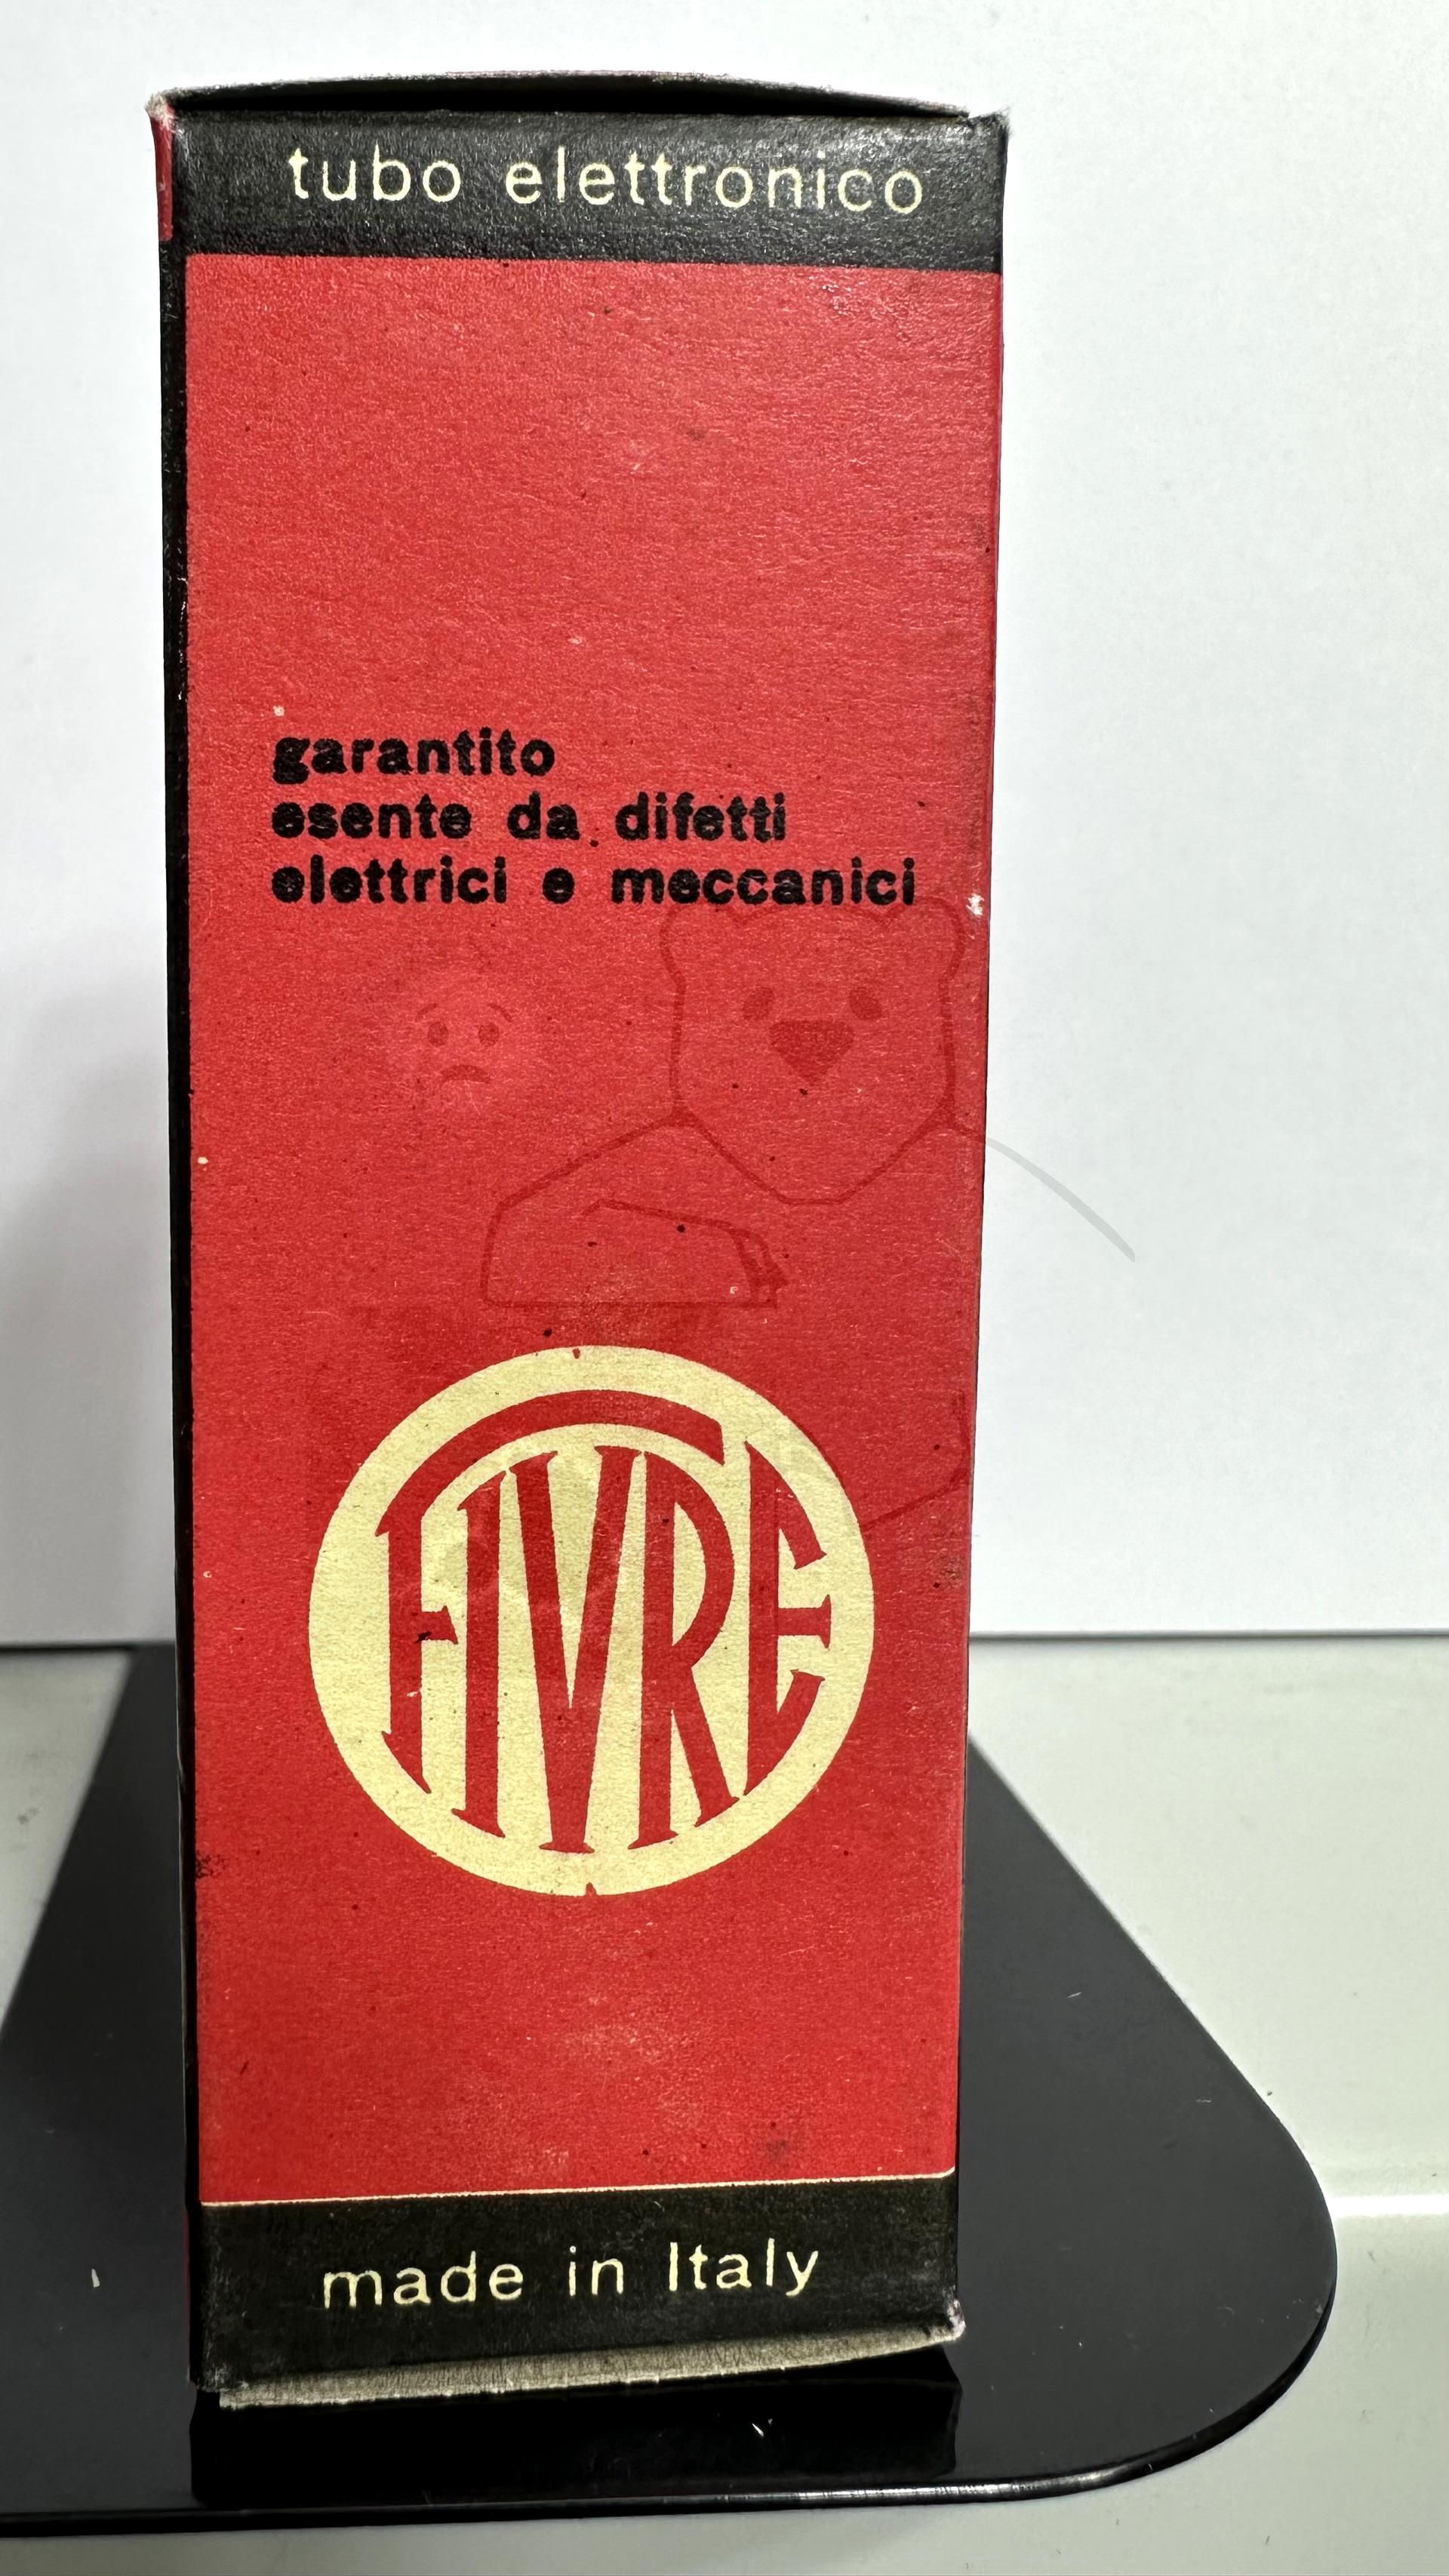 tubo elettronico
garantito
esente da difetti
elettrici e meccanici
FIVRE
made in Italy